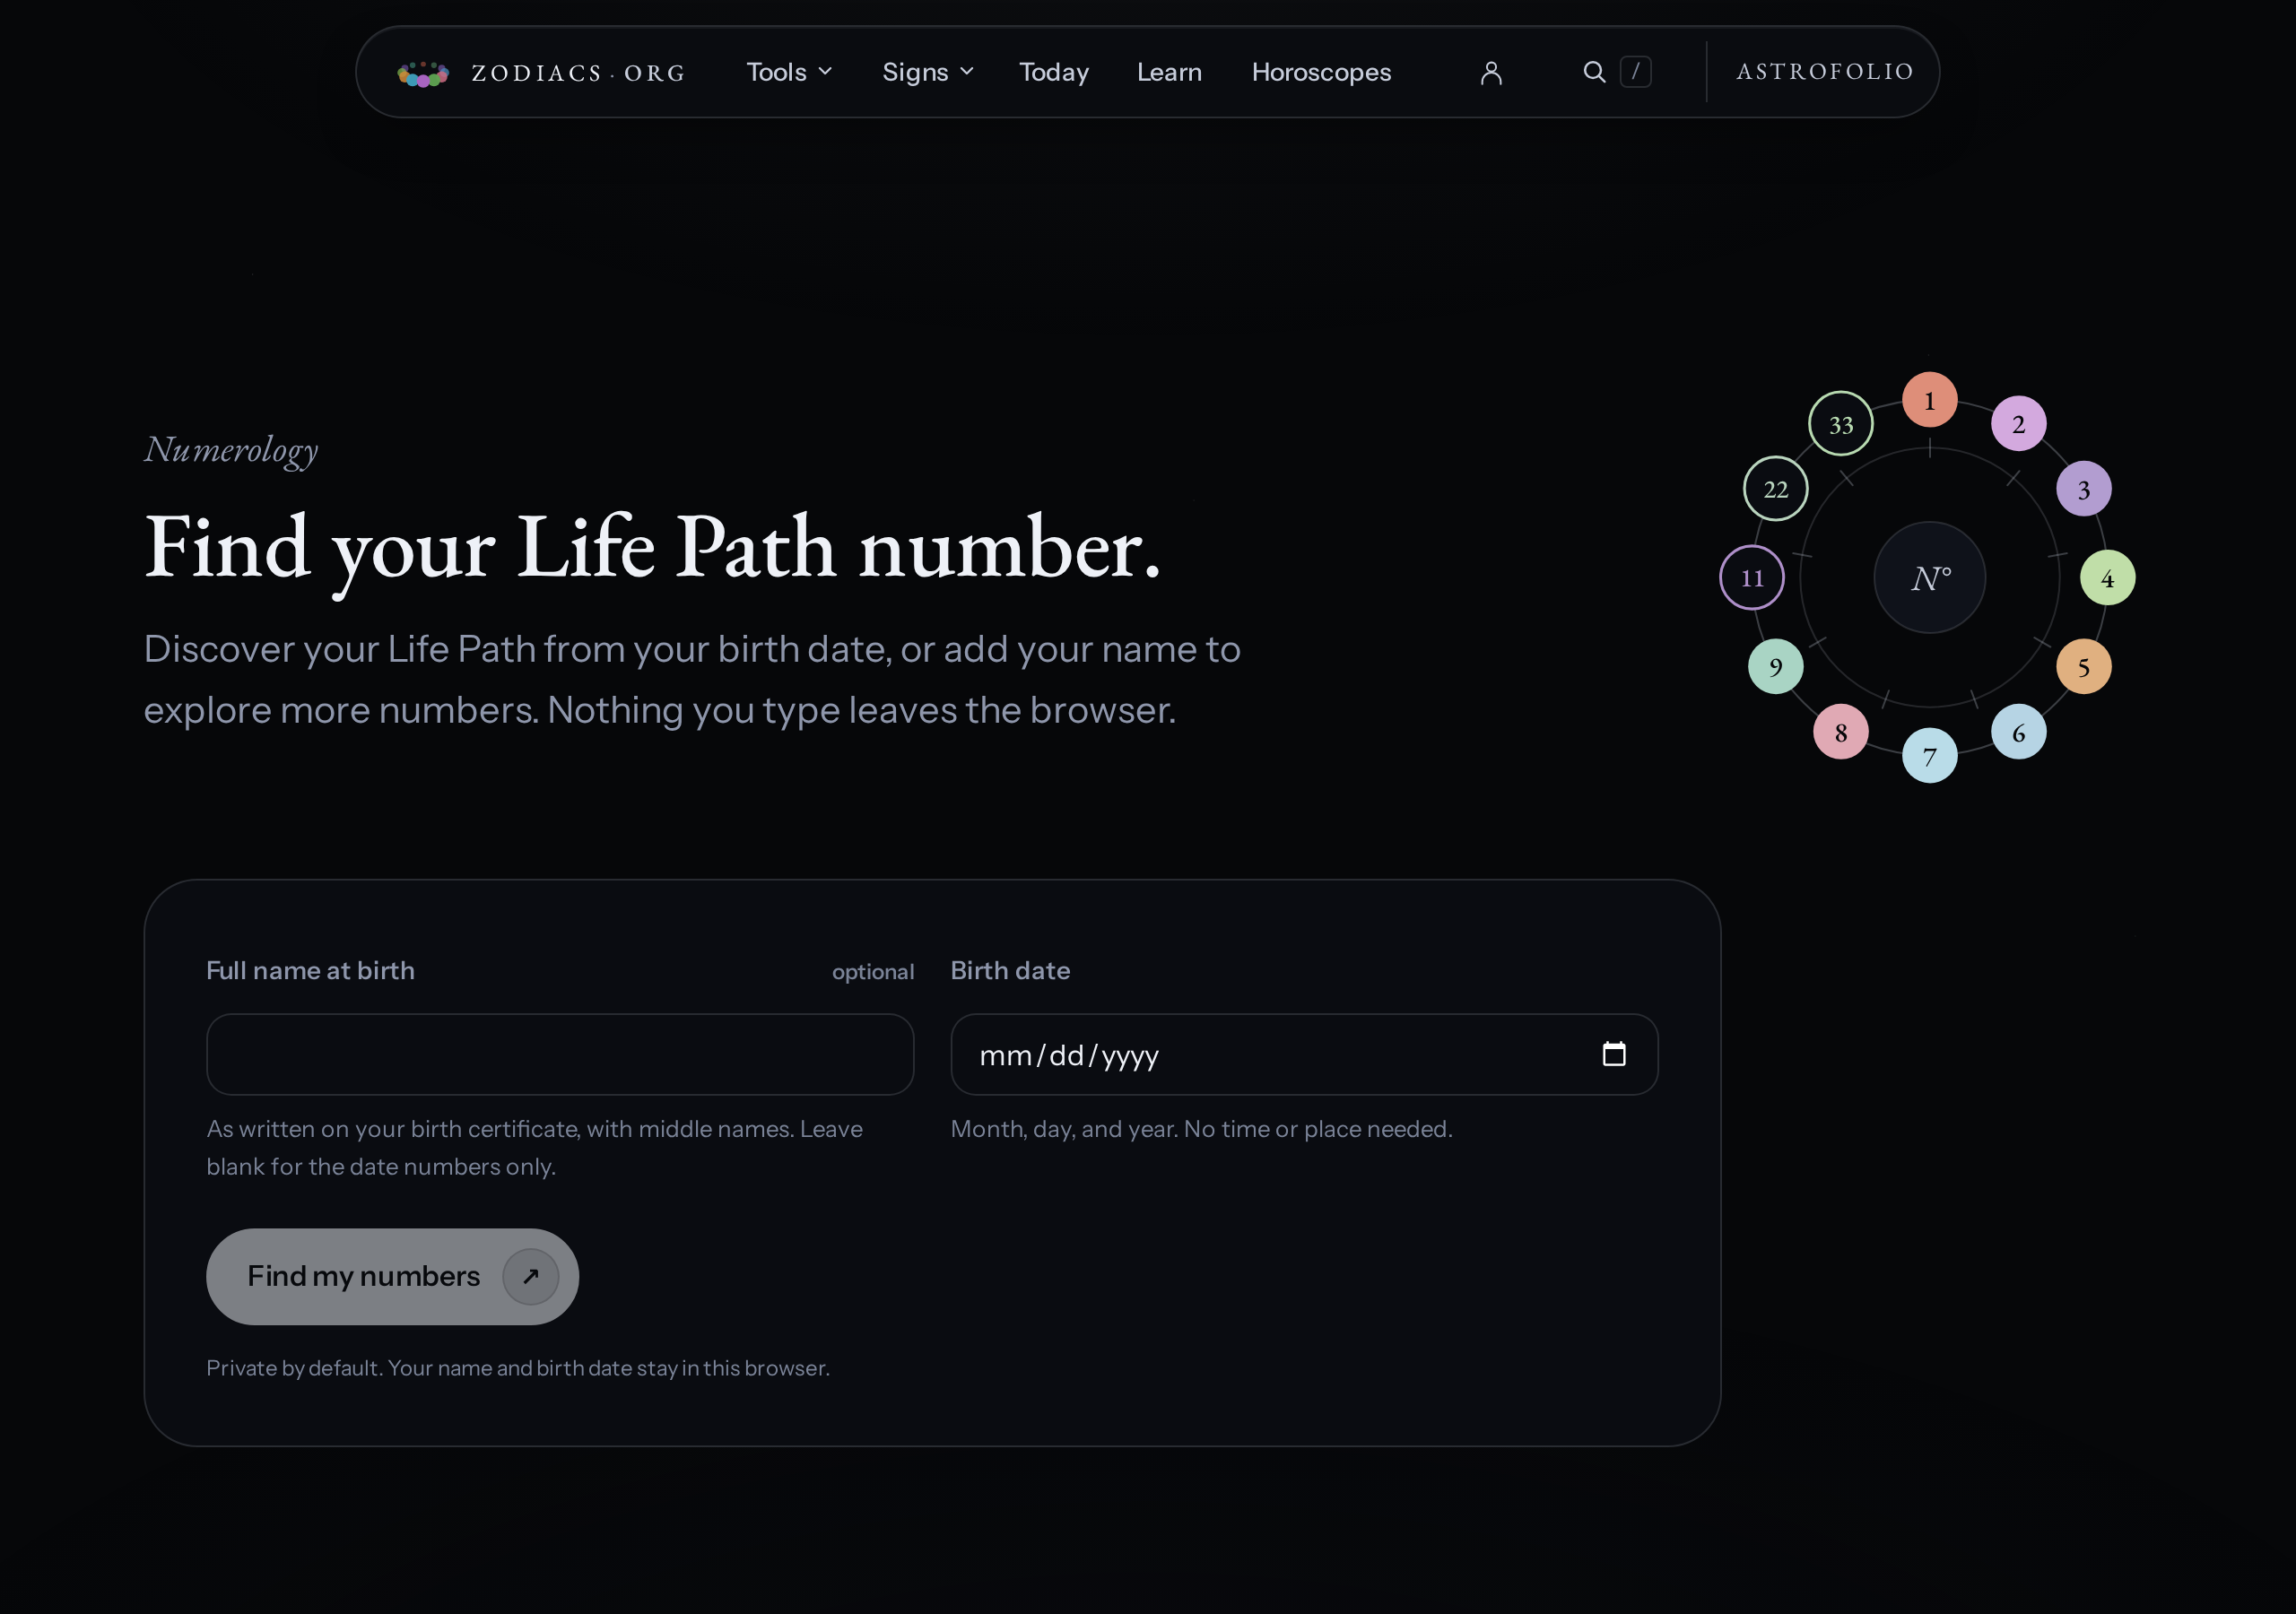 ZODIACS · ORG
Tools
Signs
Today
Learn
Horoscopes
/
ASTROFOLIO
Numerology
Find your Life Path number.
Discover your Life Path from your birth date, or add your name to
explore more numbers. Nothing you type leaves the browser.
1
2
3
4
5
6
7
8
9
11
22
33
N°
Full name at birth
optional
As written on your birth certificate, with middle names. Leave
blank for the date numbers only.
Birth date
mm/dd/yyyy
Month, day, and year. No time or place needed.
Find my numbers ↗
Private by default. Your name and birth date stay in this browser.